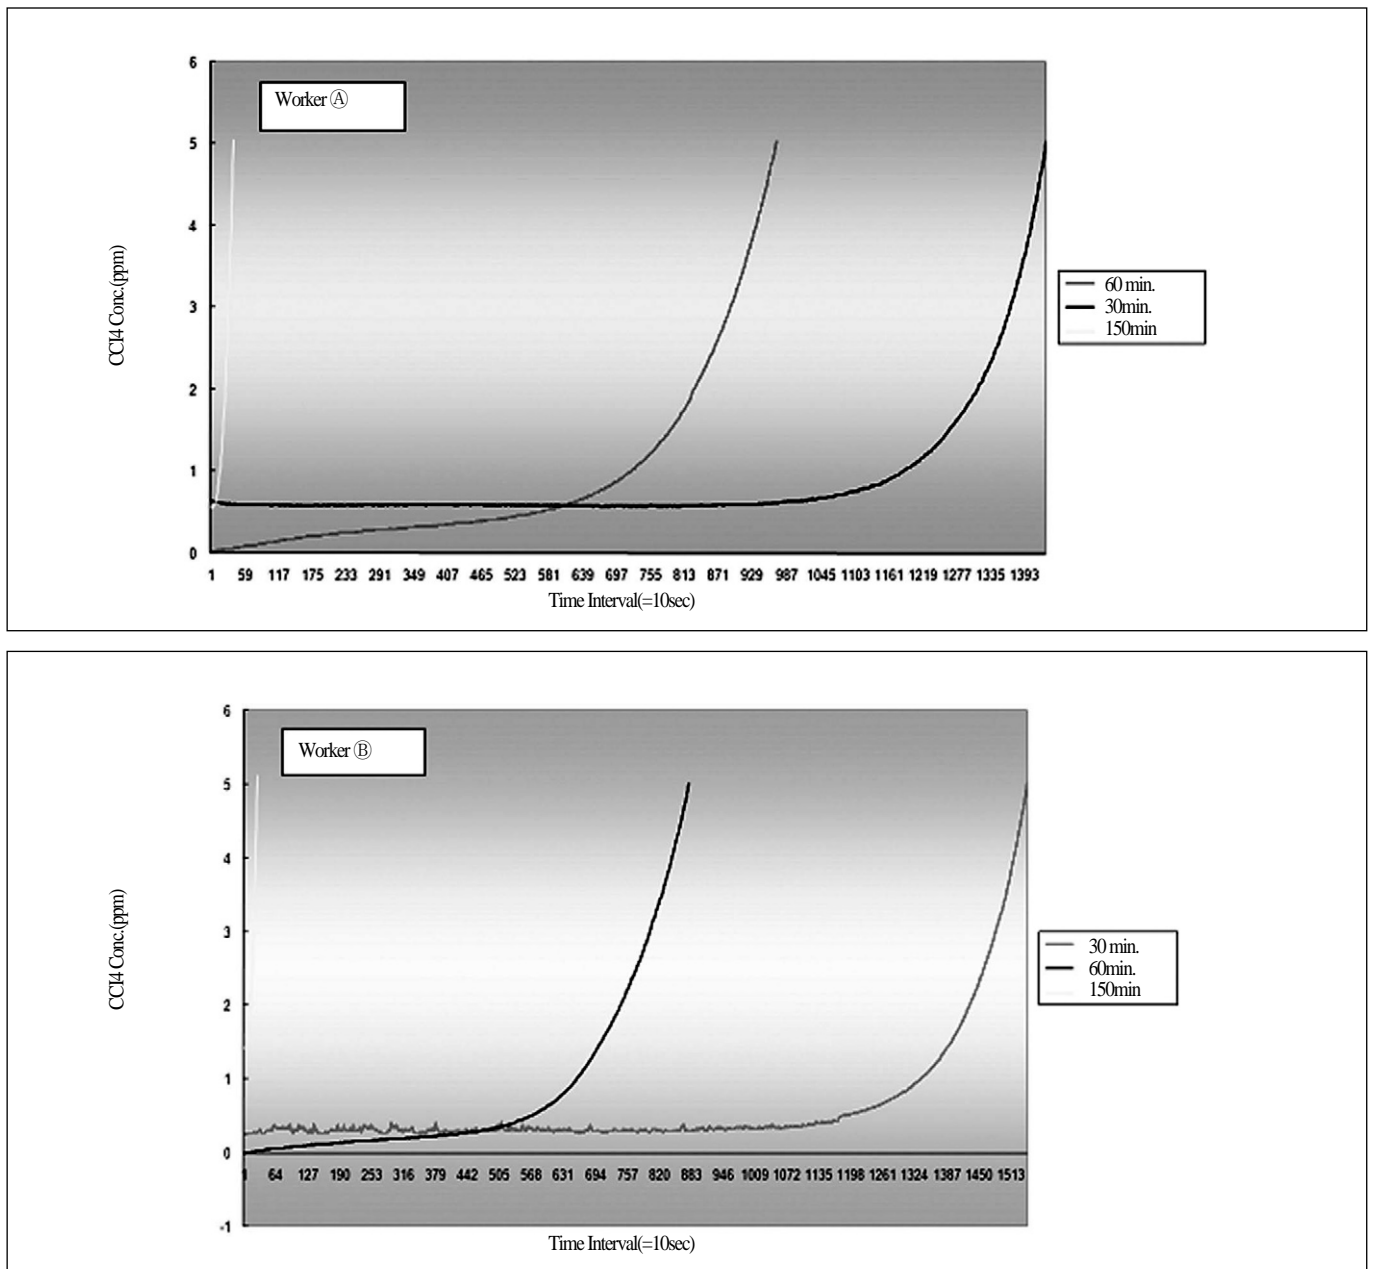 6
Worker Ⓐ
5
4
CCl4 Conc.(ppm)
3
2
1
0
60 min.
30min.
150min
1 59 117 175 233 291 349 407 465 523 581 639 697 755 813 871 929 987 1045 1103 1161 1219 1277 1335 1393
Time Interval(=10sec)
6
Worker Ⓑ
5
4
CCl4 Conc.(ppm)
3
2
1
0
-1
30 min.
60min.
150min
1 64 127 190 253 316 379 442 505 568 631 694 757 820 883 946 1009 1072 1135 1198 1261 1324 1387 1450 1513
Time Interval(=10sec)